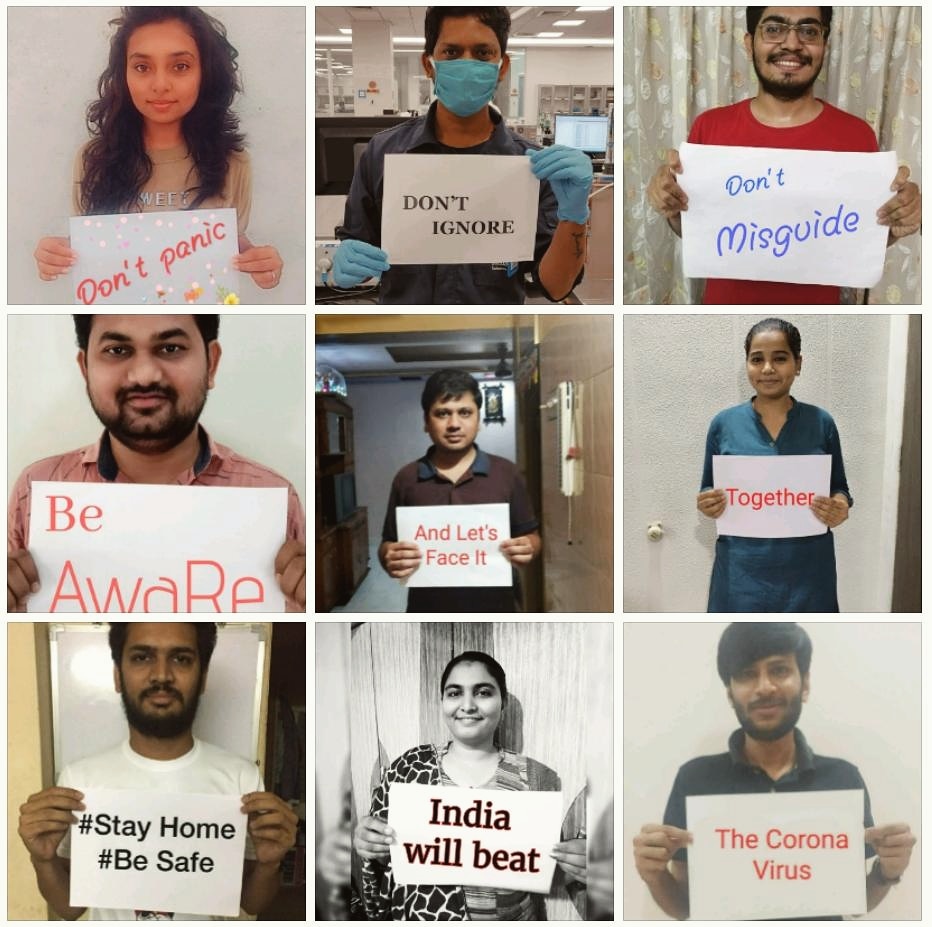 WEET
Don't panic
DON'T
IGNORE
Don't
Misguide
Be
AwaRe
And Let's
Face It
Together
#Stay Home
#Be Safe
India
will beat
The Corona
Virus